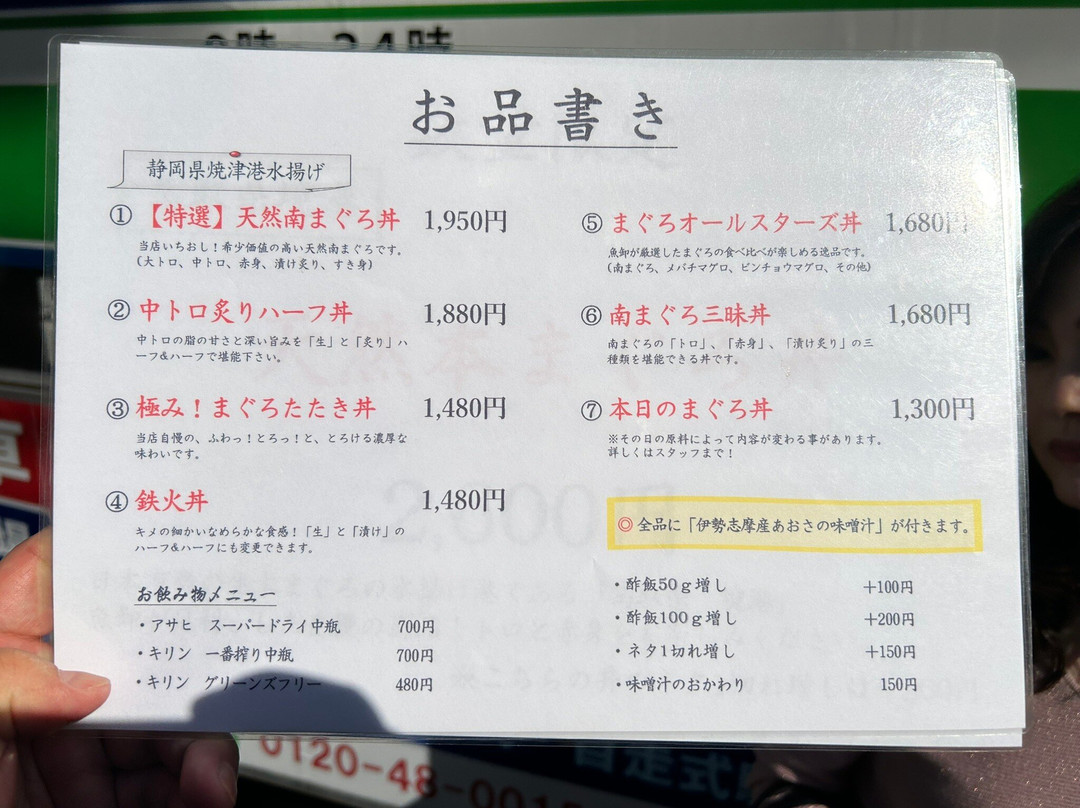 9時 24時
お品書き
静岡県焼津港水揚げ
① 【特選】天然南まぐろ丼 1,950円
当店いちおし！希少価値の高い天然南まぐろです。
(大トロ、中トロ、赤身、漬け炙り、すき身)
② 中トロ炙りハーフ丼 1,880円
中トロの脂の甘さと深い旨みを「生」と「炙り」ハ
ーフ&ハーフで堪能下さい。
③ 極み！まぐろたたき丼 1,480円
当店自慢の、ふわっ！とろっ！と、とろける濃厚な
味わいです。
④ 鉄火丼 1,480円
キメの細かいなめらかな食感！「生」と「漬け」の
ハーフ&ハーフにも変更できます。
お飲み物メニュー
・アサヒ スーパードライ中瓶 700円
・キリン 一番搾り中瓶 700円
・キリン グリーンズフリー 480円
⑤ まぐろオールスターズ丼 1,680円
魚卸が厳選したまぐろの食べ比べが楽しめる逸品です。
(南まぐろ、メバチマグロ、ビンチョウマグロ、その他)
⑥ 南まぐろ三昧丼 1,680円
南まぐろの「トロ」、「赤身」、「漬け炙り」の三
種類を堪能できる丼です。
⑦ 本日のまぐろ丼 1,300円
※その日の原料によって内容が変わる事があります。
詳しくはスタッフまで！
◎全品に「伊勢志摩産あおさの味噌汁」が付きます。
・酢飯50ｇ増し +100円
・酢飯100ｇ増し +200円
・ネタ1切れ増し +150円
・味噌汁のおかわり 150円
0120-48-001
自走式